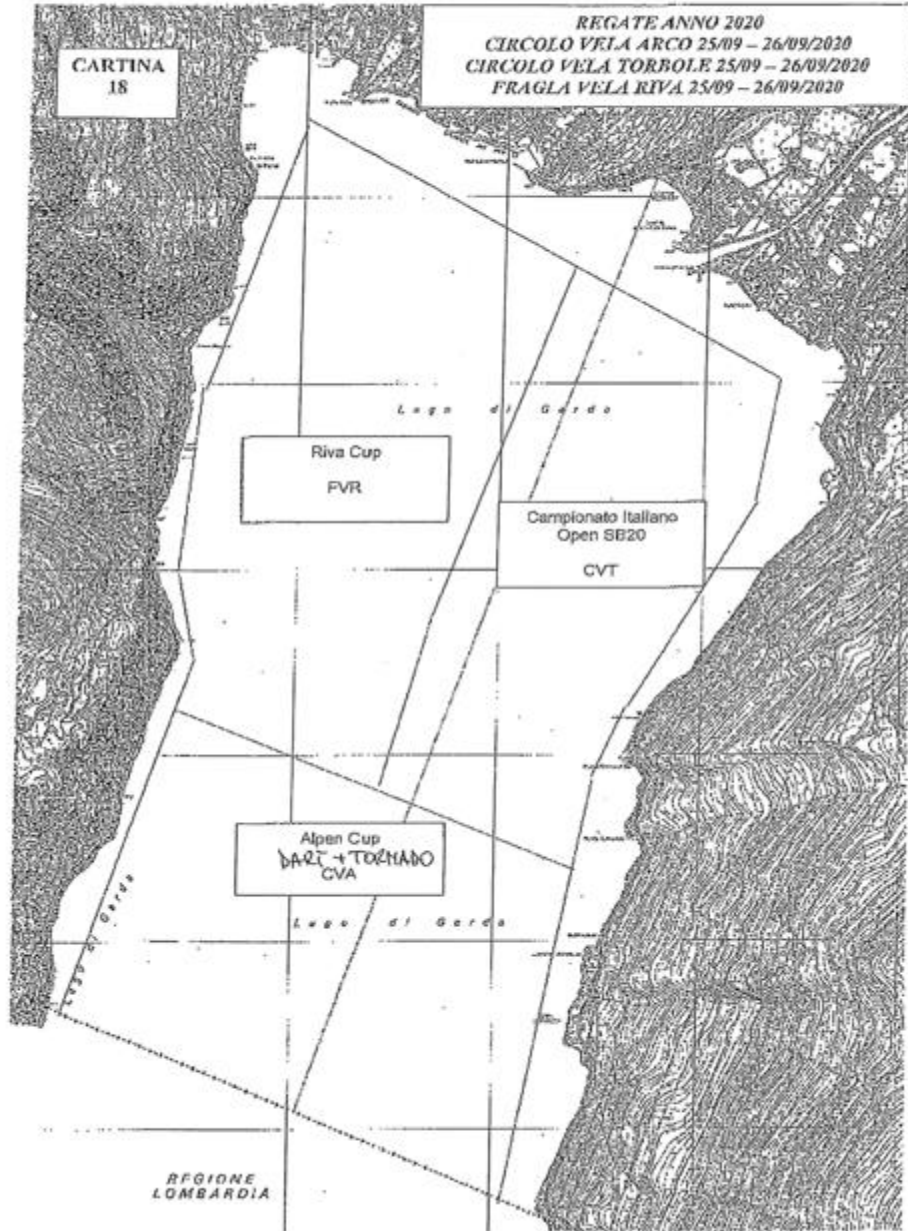 CARTINA
18
REGATE ANNO 2020
CIRCOLO VELA ARCO 25/09 – 26/09/2020
CIRCOLO VELA TORBOLE 25/09 – 26/09/2020
FRAGLA VELA RIVA 25/09 – 26/09/2020
Lago di Garda
Riva Cup
FVR
Campionato Italiano
Open SB20
CVT
Alpen Cup
DART + TORNADO
CVA
Lago di Garda
Lago di Garda
REGIONE
LOMBARDIA